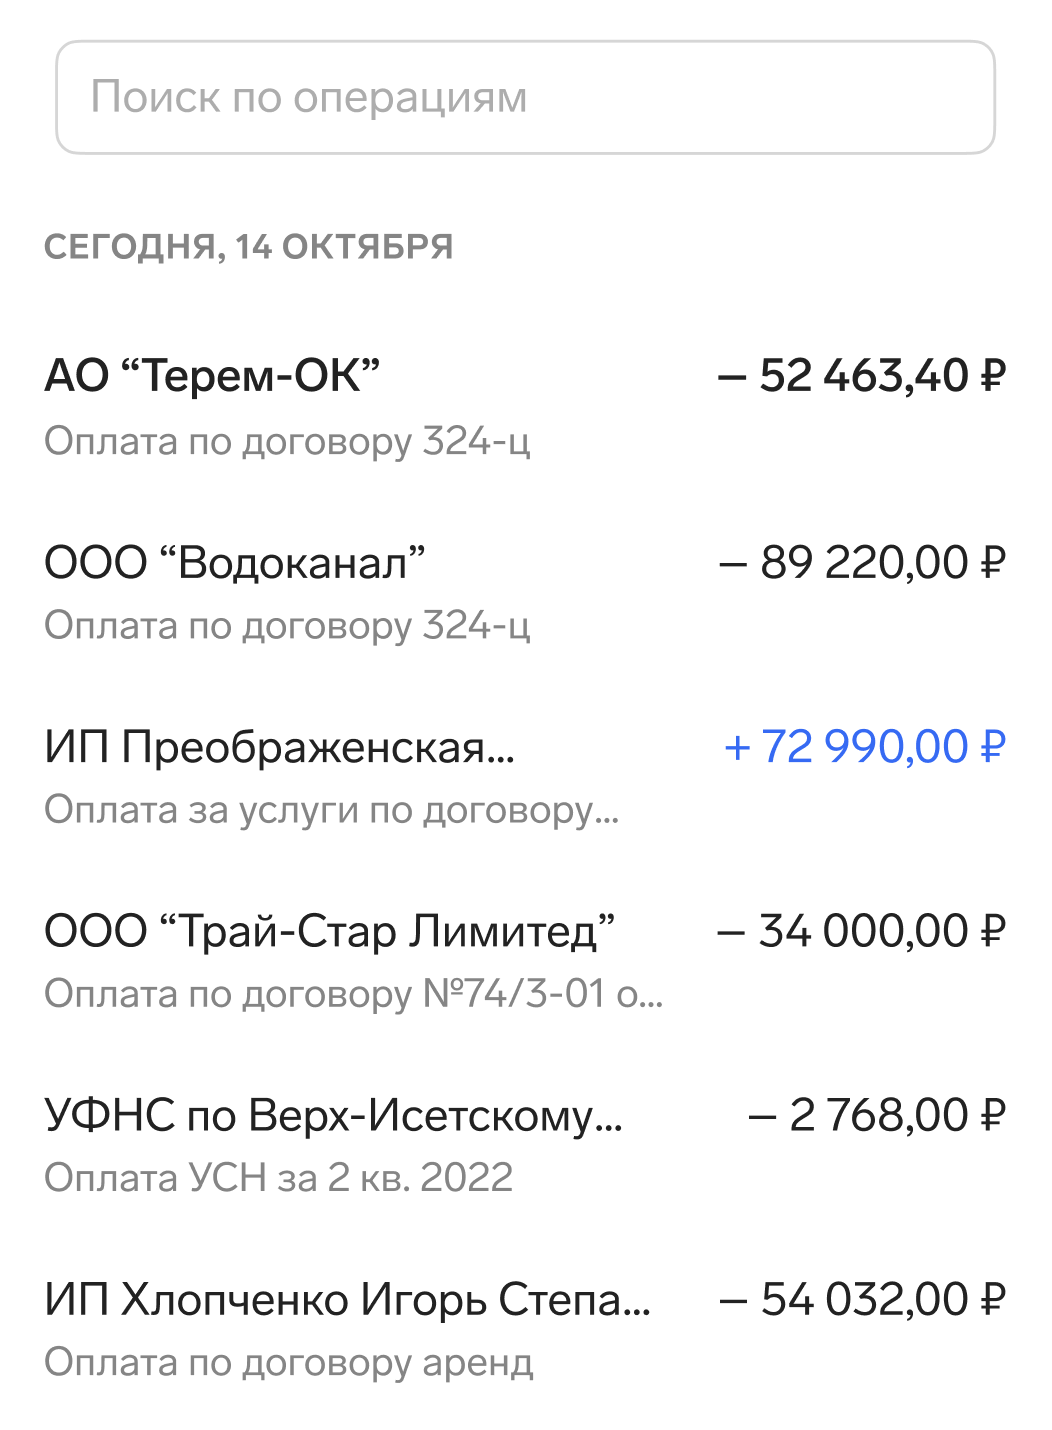 Поиск по операциям
СЕГОДНЯ, 14 ОКТЯБРЯ
АО “Терем-ОК” – 52 463,40 ₽
Оплата по договору 324-ц
ООО “Водоканал” – 89 220,00 ₽
Оплата по договору 324-ц
ИП Преображенская... + 72 990,00 ₽
Оплата за услуги по договору...
ООО “Трай-Стар Лимитед” – 34 000,00 ₽
Оплата по договору №74/3-01 о...
УФНС по Верх-Исетскому... – 2 768,00 ₽
Оплата УСН за 2 кв. 2022
ИП Хлопченко Игорь Степа... – 54 032,00 ₽
Оплата по договору аренд